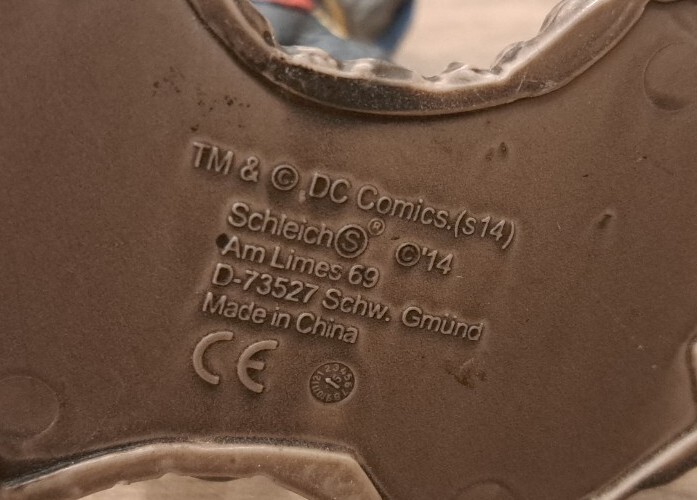 TM & © DC Comics.(s14)
Schleich Ⓢ® ©'14
Am Limes 69
D-73527 Schw. Gmünd
Made in China
CE